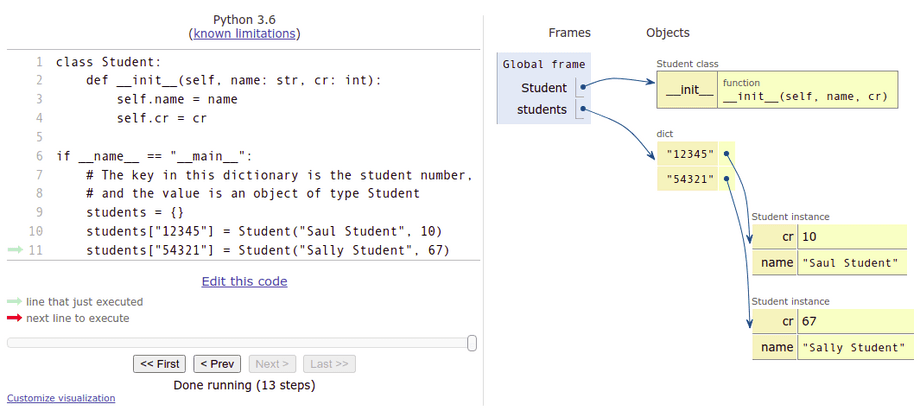 Python 3.6
(known limitations)
1 class Student:
2     def __init__(self, name: str, cr: int):
3         self.name = name
4         self.cr = cr
5
6 if __name__ == "__main__":
7     # The key in this dictionary is the student number,
8     # and the value is an object of type Student
9     students = {}
10     students["12345"] = Student("Saul Student", 10)
11     students["54321"] = Student("Sally Student", 67)
Edit this code
line that just executed
next line to execute
<< First
< Prev
Next >
Last >>
Done running (13 steps)
Customize visualization
Frames
Objects
Global frame
Student
students
Student class
__init__
function
__init__(self, name, cr)
dict
"12345"
"54321"
Student instance
cr 10
name "Saul Student"
Student instance
cr 67
name "Sally Student"